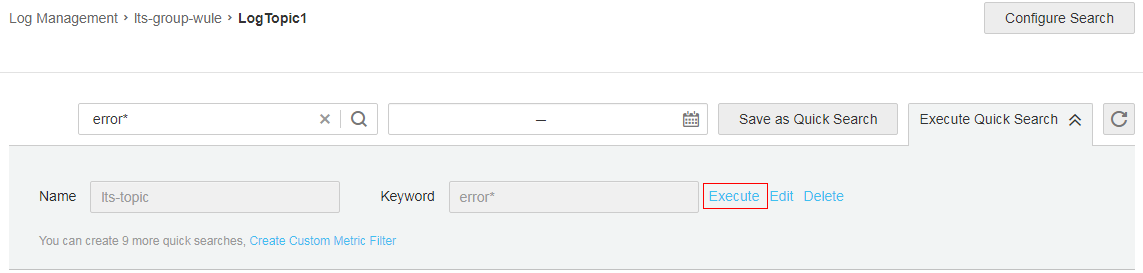 Log Management > lts-group-wule > LogTopic1
Configure Search
error*
—
Save as Quick Search
Execute Quick Search
Name lts-topic Keyword error* Execute Edit Delete
You can create 9 more quick searches, Create Custom Metric Filter